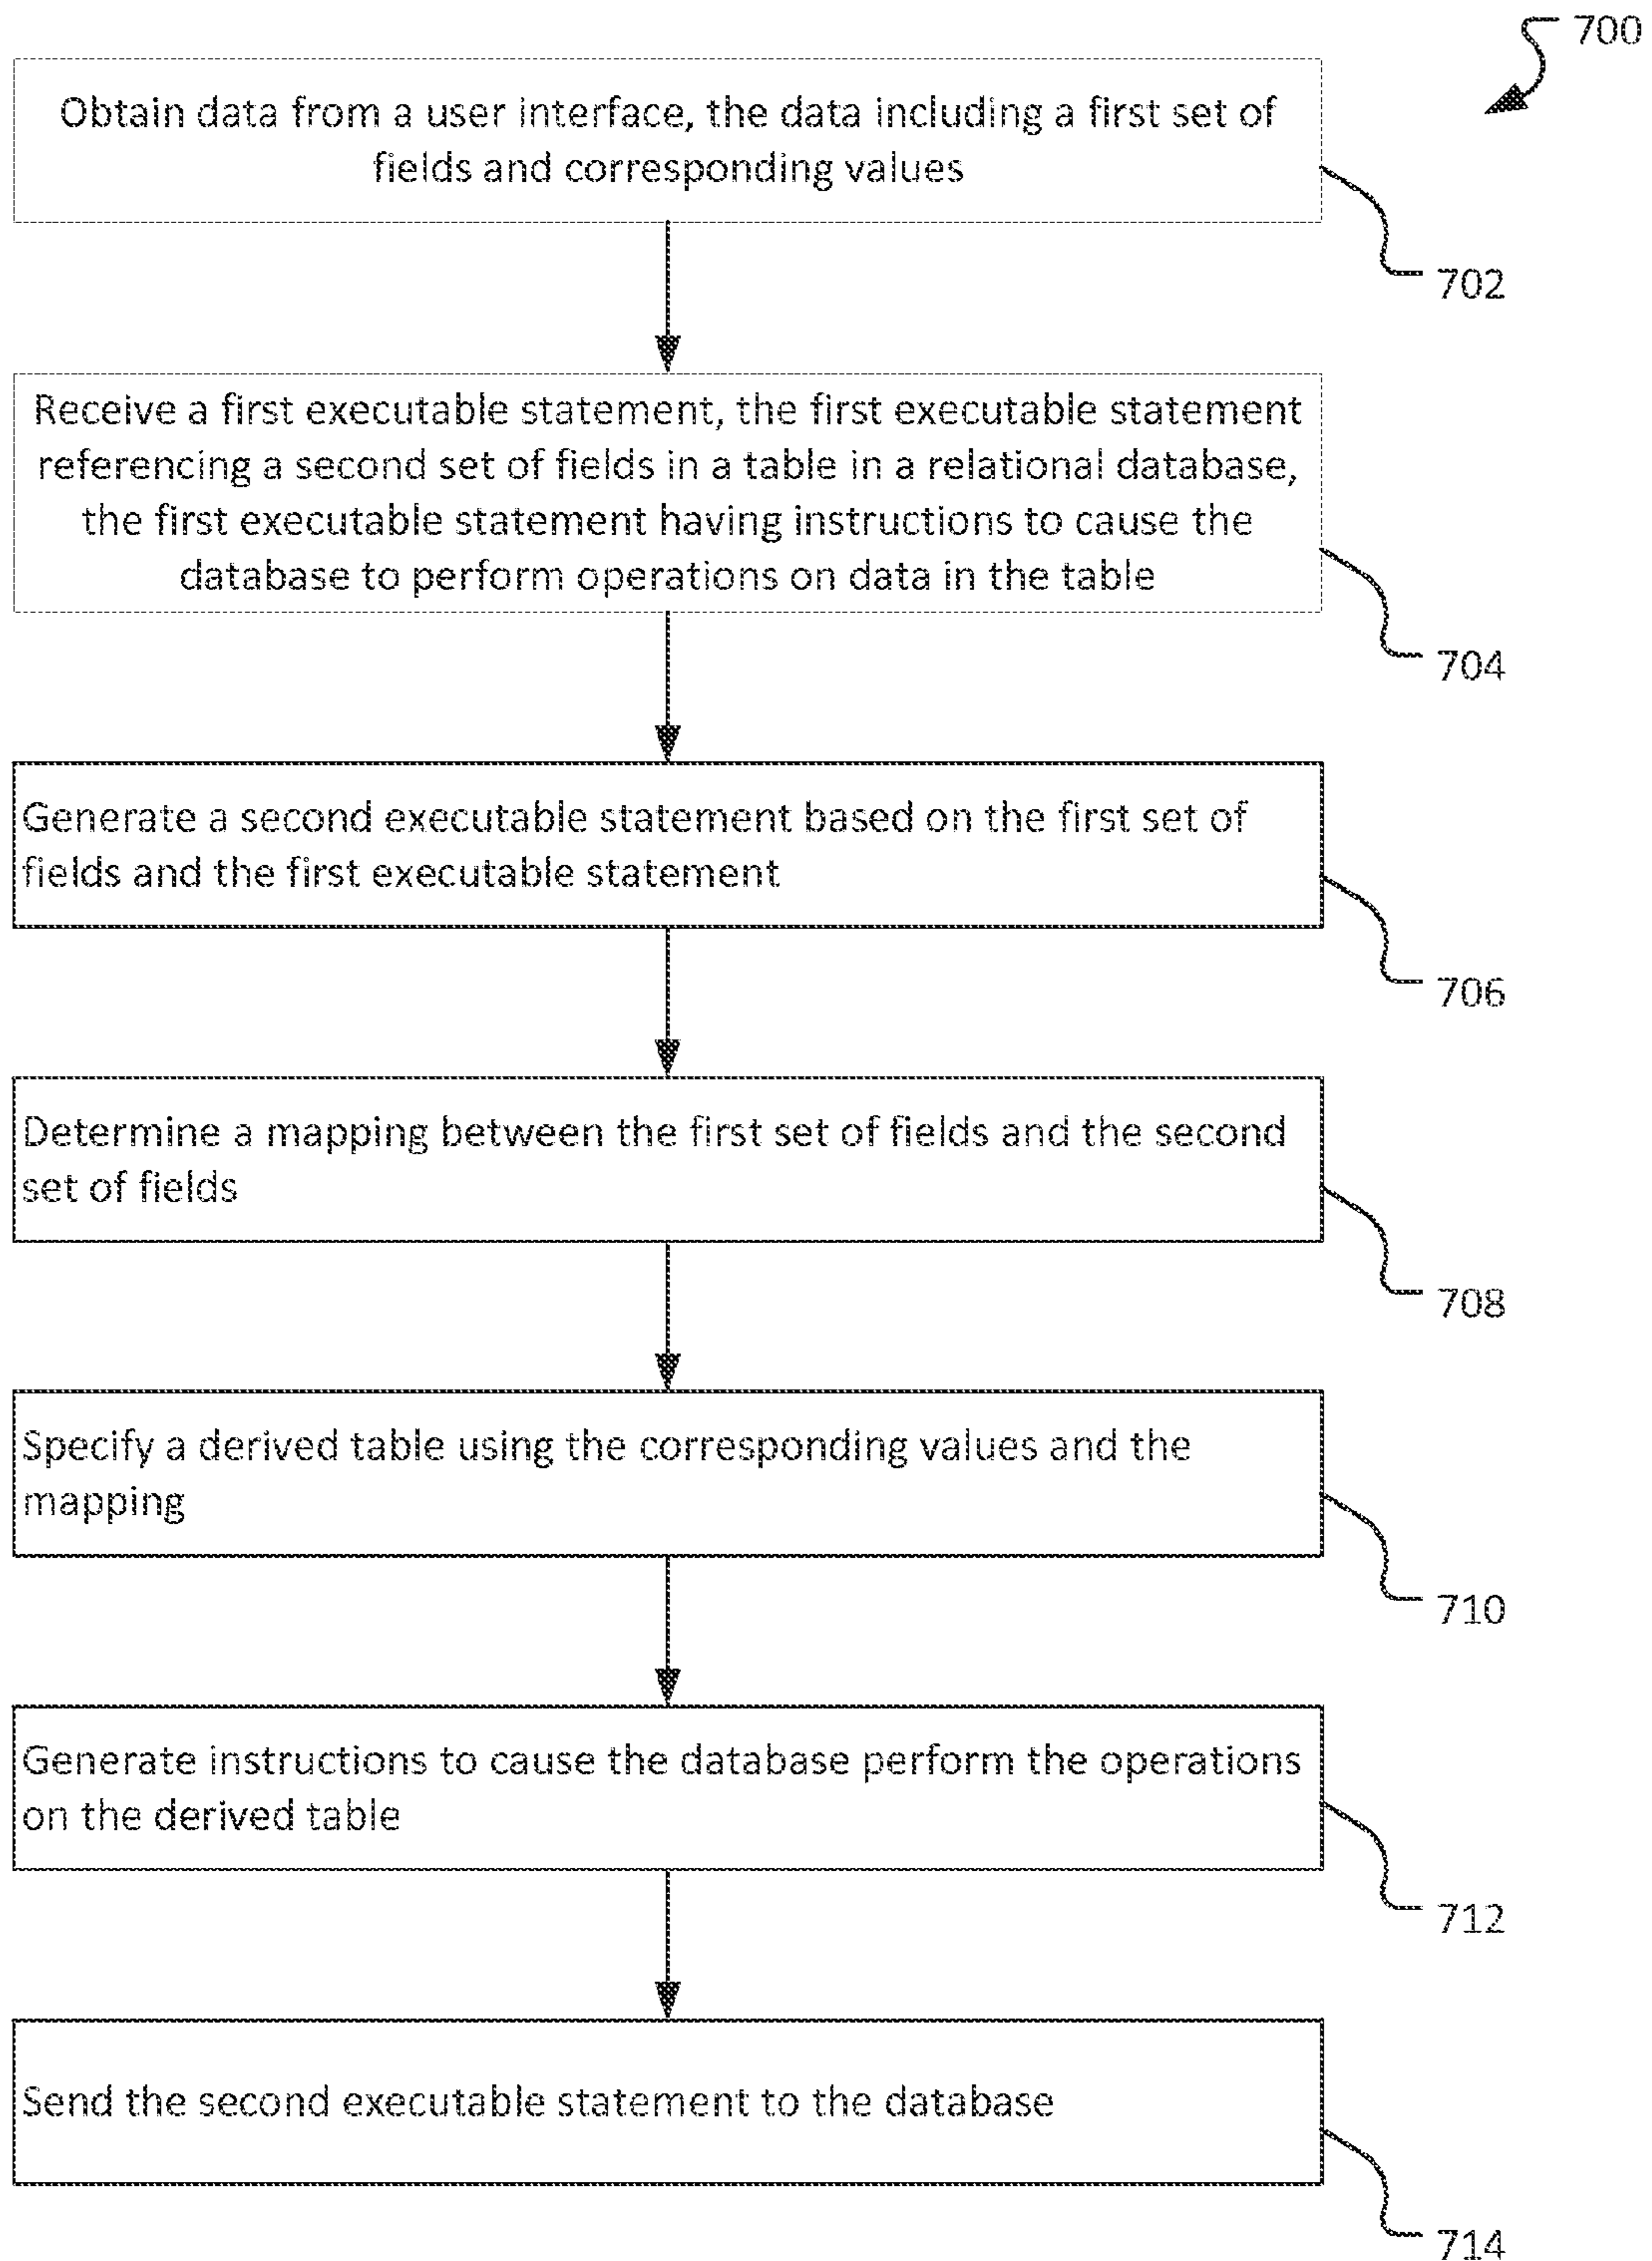 700
Obtain data from a user interface, the data including a first set of
fields and corresponding values
702
Receive a first executable statement, the first executable statement
referencing a second set of fields in a table in a relational database,
the first executable statement having instructions to cause the
database to perform operations on data in the table
704
Generate a second executable statement based on the first set of
fields and the first executable statement
706
Determine a mapping between the first set of fields and the second
set of fields
708
Specify a derived table using the corresponding values and the
mapping
710
Generate instructions to cause the database perform the operations
on the derived table
712
Send the second executable statement to the database
714